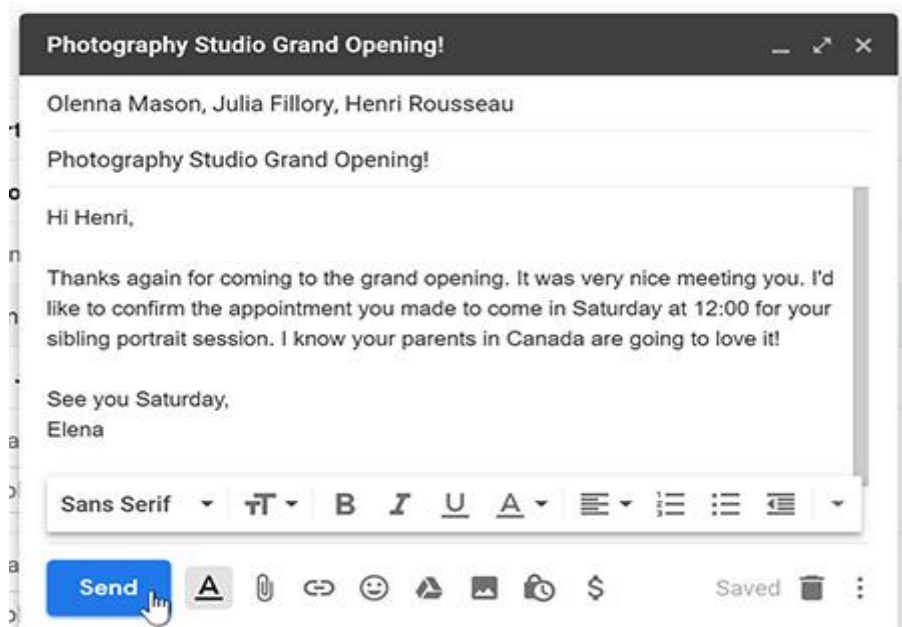 Photography Studio Grand Opening!
Olenna Mason, Julia Fillory, Henri Rousseau
Photography Studio Grand Opening!
Hi Henri,
Thanks again for coming to the grand opening. It was very nice meeting you. I'd
like to confirm the appointment you made to come in Saturday at 12:00 for your
sibling portrait session. I know your parents in Canada are going to love it!
See you Saturday,
Elena
Sans Serif
Send Saved